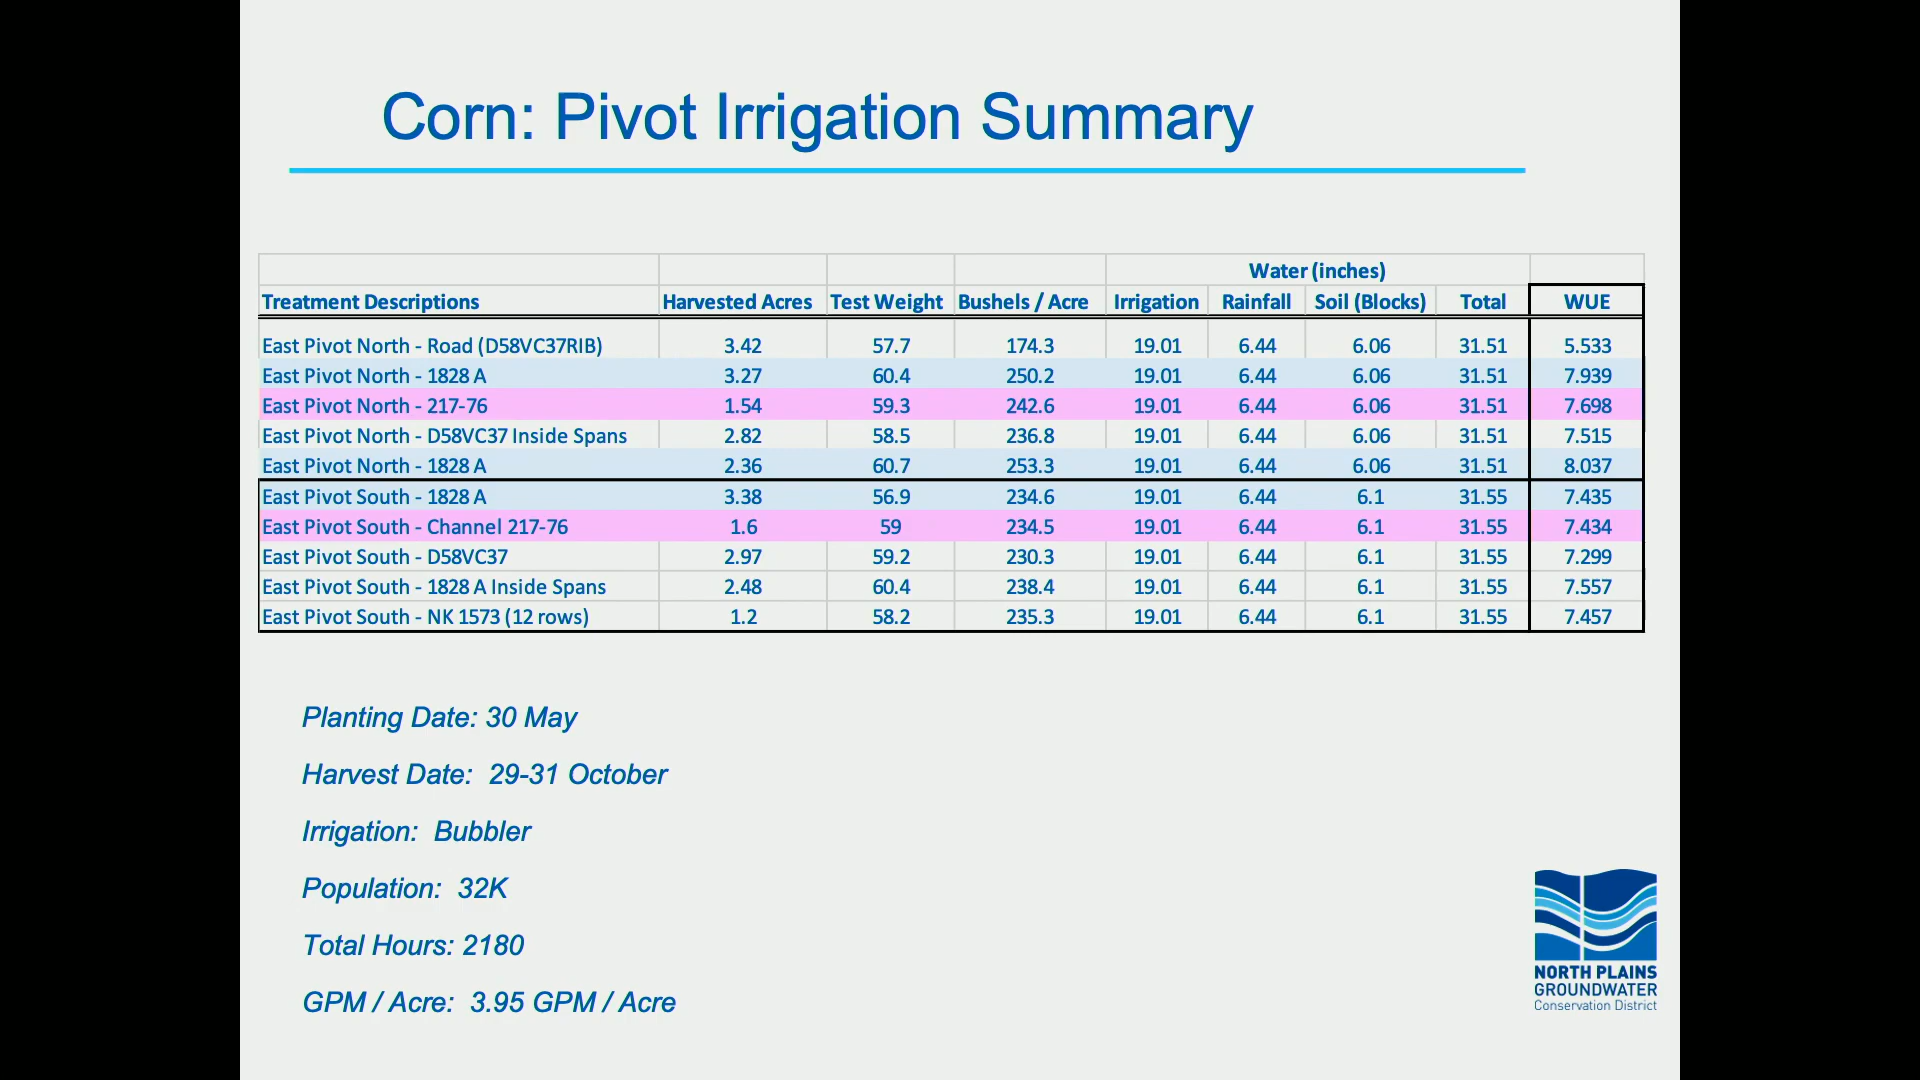 Corn: Pivot Irrigation Summary
Water (inches)
Treatment Descriptions Harvested Acres Test Weight Bushels / Acre Irrigation Rainfall Soil (Blocks) Total WUE
East Pivot North - Road (D58VC37RIB) 3.42 57.7 174.3 19.01 6.44 6.06 31.51 5.533
East Pivot North - 1828 A 3.27 60.4 250.2 19.01 6.44 6.06 31.51 7.939
East Pivot North - 217-76 1.54 59.3 242.6 19.01 6.44 6.06 31.51 7.698
East Pivot North - D58VC37 Inside Spans 2.82 58.5 236.8 19.01 6.44 6.06 31.51 7.515
East Pivot North - 1828 A 2.36 60.7 253.3 19.01 6.44 6.06 31.51 8.037
East Pivot South - 1828 A 3.38 56.9 234.6 19.01 6.44 6.1 31.55 7.435
East Pivot South - Channel 217-76 1.6 59 234.5 19.01 6.44 6.1 31.55 7.434
East Pivot South - D58VC37 2.97 59.2 230.3 19.01 6.44 6.1 31.55 7.299
East Pivot South - 1828 A Inside Spans 2.48 60.4 238.4 19.01 6.44 6.1 31.55 7.557
East Pivot South - NK 1573 (12 rows) 1.2 58.2 235.3 19.01 6.44 6.1 31.55 7.457
Planting Date: 30 May
Harvest Date: 29-31 October
Irrigation: Bubbler
Population: 32K
Total Hours: 2180
GPM / Acre: 3.95 GPM / Acre
NORTH PLAINS
GROUNDWATER
Conservation District